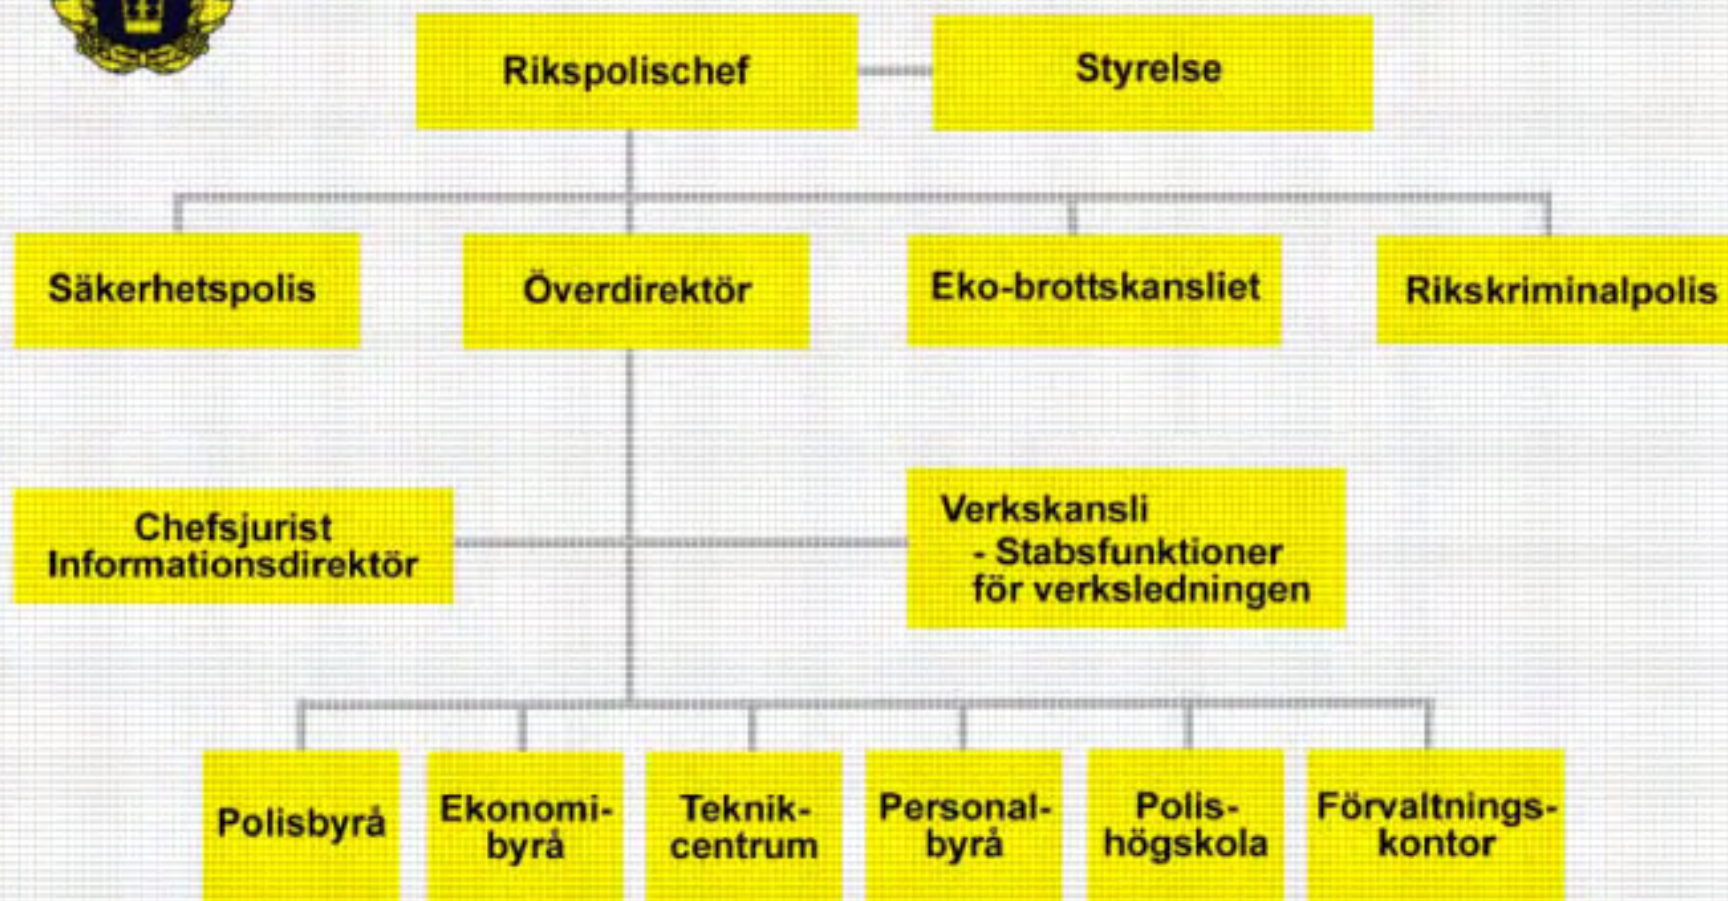 Rikspolischef
Styrelse
Säkerhetspolis
Överdirektör
Eko-brottskansliet
Rikskriminalpolis
Chefsjurist
Informationsdirektör
Verkskansli
- Stabsfunktioner
för verksledningen
Polisbyrå
Ekonomi-
byrå
Teknik-
centrum
Personal-
byrå
Polis-
högskola
Förvaltnings-
kontor